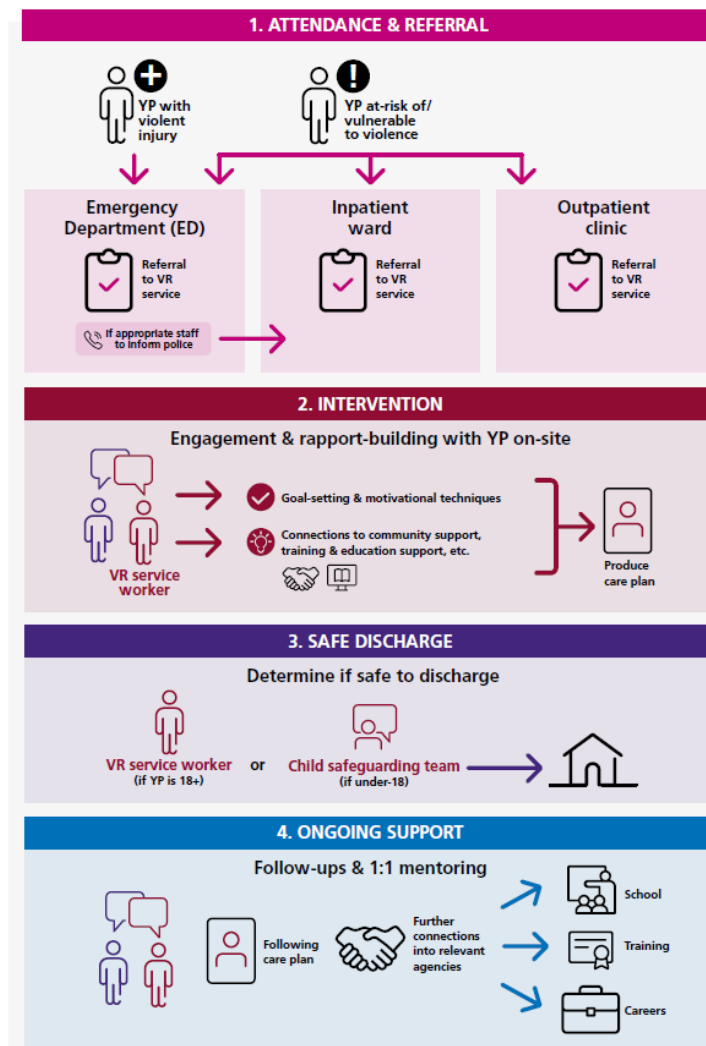 1. ATTENDANCE & REFERRAL
YP with
violent
injury
YP at-risk of/
vulnerable
to violence
Emergency
Department (ED)
Referral
to VR
service
If appropriate staff
to inform police
Inpatient
ward
Referral
to VR
service
Outpatient
clinic
Referral
to VR
service
2. INTERVENTION
Engagement & rapport-building with YP on-site
VR service
worker
Goal-setting & motivational techniques
Connections to community support,
training & education support, etc.
Produce
care plan
3. SAFE DISCHARGE
Determine if safe to discharge
VR service worker
(if YP is 18+)
or
Child safeguarding team
(if under-18)
4. ONGOING SUPPORT
Follow-ups & 1:1 mentoring
Following
care plan
Further
connections
into relevant
agencies
School
Training
Careers